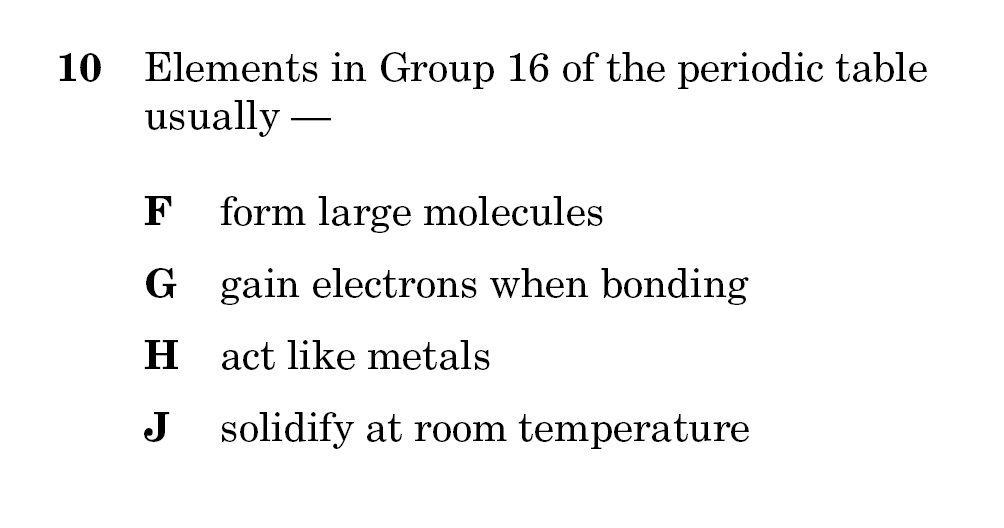 10 Elements in Group 16 of the periodic table
usually —
F form large molecules
G gain electrons when bonding
H act like metals
J solidify at room temperature